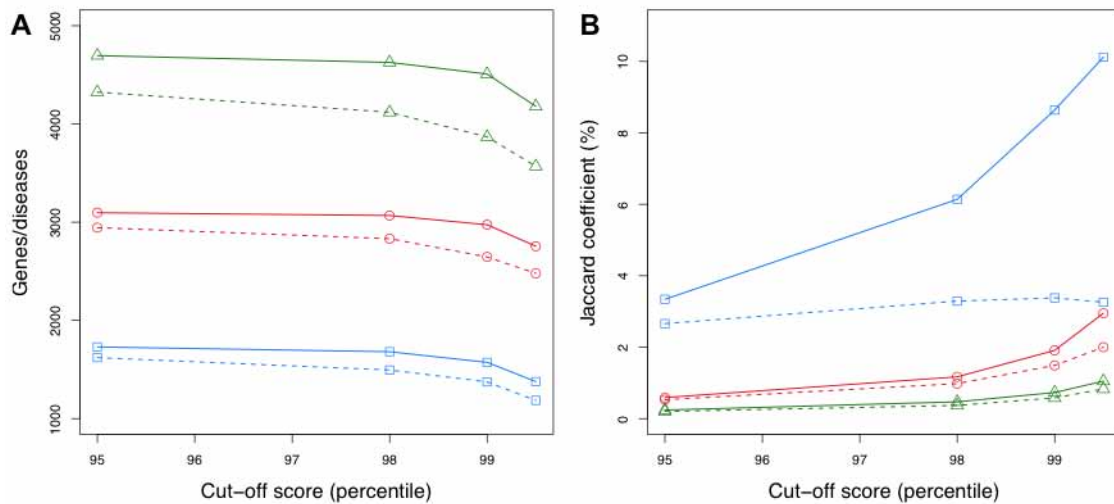 A
Genes/diseases
5000
4000
3000
2000
1000
95 96 97 98 99
Cut-off score (percentile)
B
Jaccard coefficient (%)
10
8
6
4
2
0
95 96 97 98 99
Cut-off score (percentile)